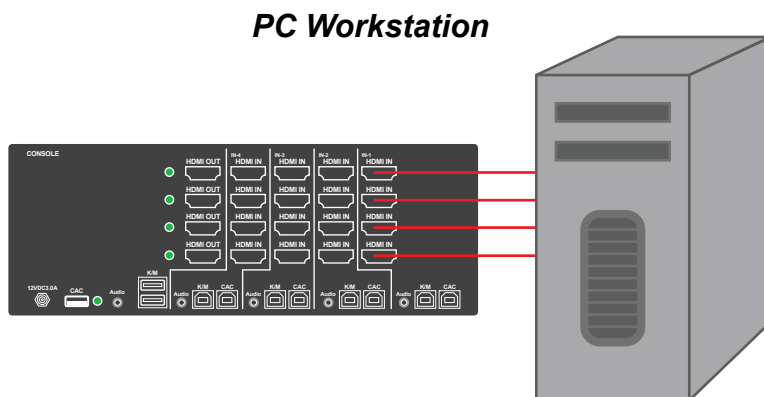 PC Workstation
CONSOLE
IN-4 IN-3 IN-2 IN-1
HDMI OUT HDMI IN HDMI IN HDMI IN HDMI IN
HDMI OUT HDMI IN HDMI IN HDMI IN HDMI IN
HDMI OUT HDMI IN HDMI IN HDMI IN HDMI IN
HDMI OUT HDMI IN HDMI IN HDMI IN HDMI IN
K/M
12VDC3.0A CAC Audio Audio K/M CAC Audio K/M CAC Audio K/M CAC Audio K/M CAC